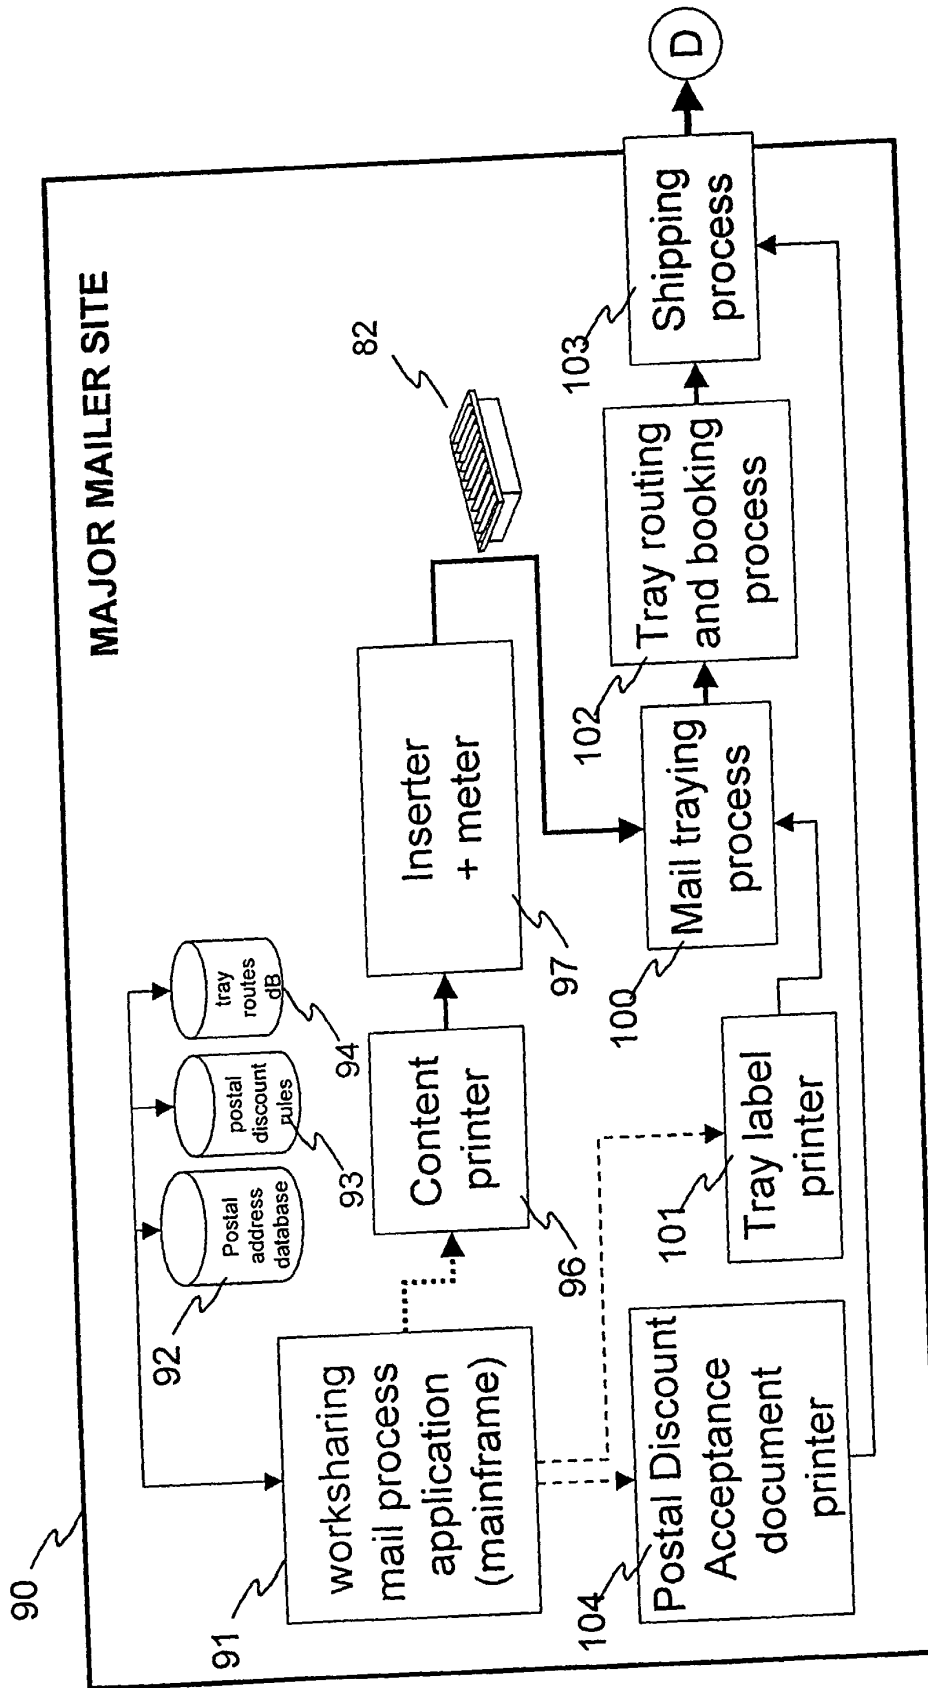 90
MAJOR MAILER SITE
91
worksharing
mail process
application
(mainframe)
92
Postal
address
database
93
postal
discount
rules
94
tray
routes
dB
96
Content
printer
97
Inserter
+ meter
82
104
Postal Discount
Acceptance
document
printer
101
Tray label
printer
100
Mail traying
process
102
Tray routing
and booking
process
103
Shipping
process
D